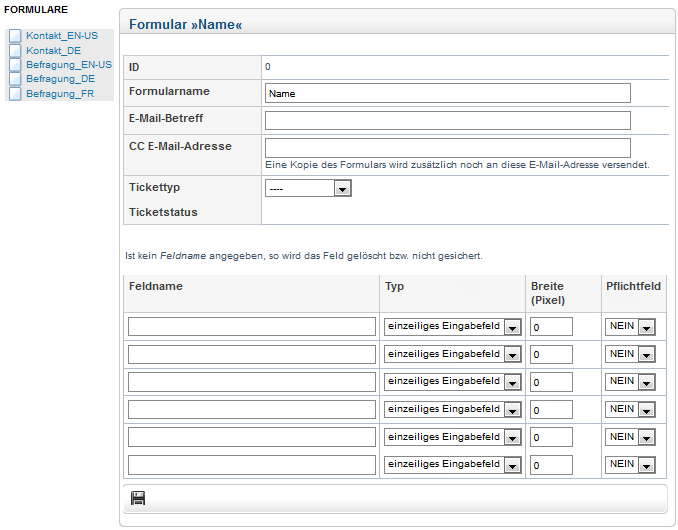 FORMULARE
Kontakt_EN-US
Kontakt_DE
Befragung_EN-US
Befragung_DE
Befragung_FR
Formular »Name«
ID 0
Formularname Name
E-Mail-Betreff
CC E-Mail-Adresse
Eine Kopie des Formulars wird zusätzlich noch an diese E-Mail-Adresse versendet.
Tickettyp ----
Ticketstatus
Ist kein Feldname angegeben, so wird das Feld gelöscht bzw. nicht gesichert.
Feldname Typ Breite Pflichtfeld
(Pixel)
einzeiliges Eingabefeld 0 NEIN
einzeiliges Eingabefeld 0 NEIN
einzeiliges Eingabefeld 0 NEIN
einzeiliges Eingabefeld 0 NEIN
einzeiliges Eingabefeld 0 NEIN
einzeiliges Eingabefeld 0 NEIN